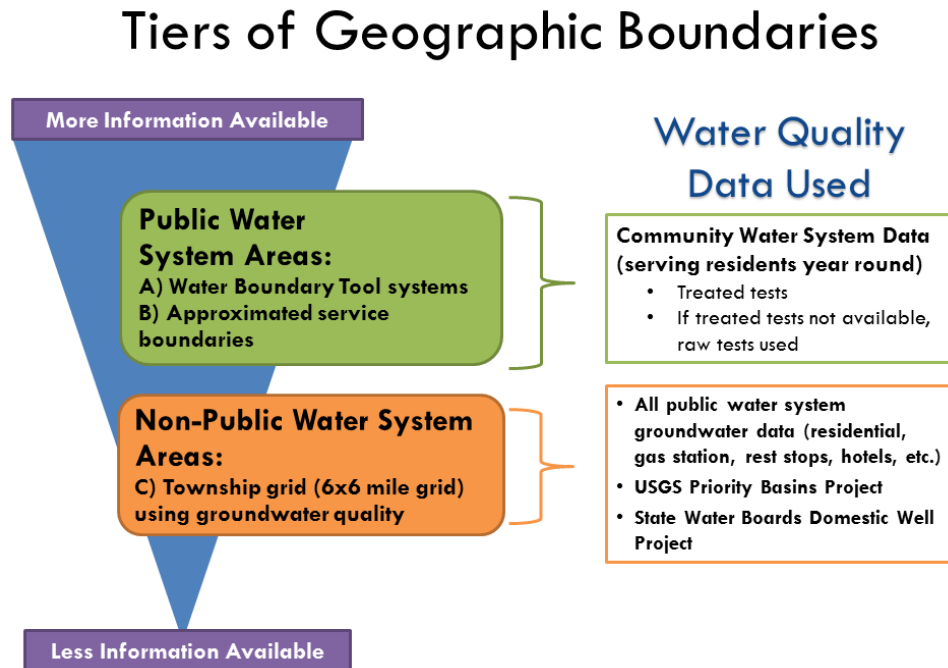 Tiers of Geographic Boundaries
More Information Available
Public Water
System Areas:
A) Water Boundary Tool systems
B) Approximated service
boundaries
Non-Public Water System
Areas:
C) Township grid (6x6 mile grid)
using groundwater quality
Less Information Available
Water Quality
Data Used
Community Water System Data
(serving residents year round)
• Treated tests
• If treated tests not available,
raw tests used
• All public water system
groundwater data (residential,
gas station, rest stops, hotels, etc.)
• USGS Priority Basins Project
• State Water Boards Domestic Well
Project